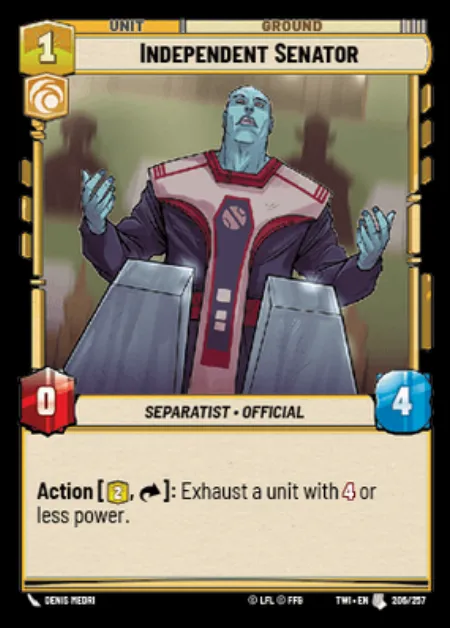 UNIT GROUND
1 INDEPENDENT SENATOR
0 SEPARATIST • OFFICIAL 4
Action [2, ]: Exhaust a unit with 4 or
less power.
DENIS MEDRI © LFL © FFG TWI • EN 206/257